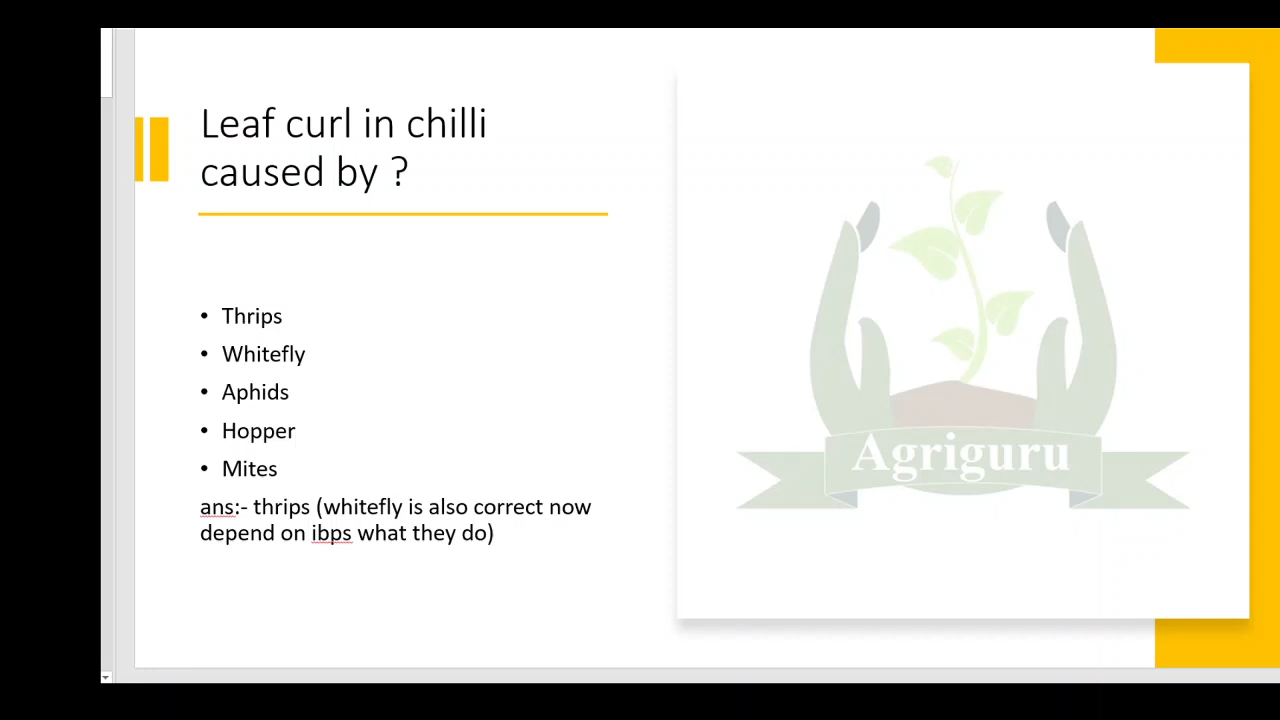 Leaf curl in chilli
caused by ?
• Thrips
• Whitefly
• Aphids
• Hopper
• Mites
ans:- thrips (whitefly is also correct now
depend on ibps what they do)
Agriguru